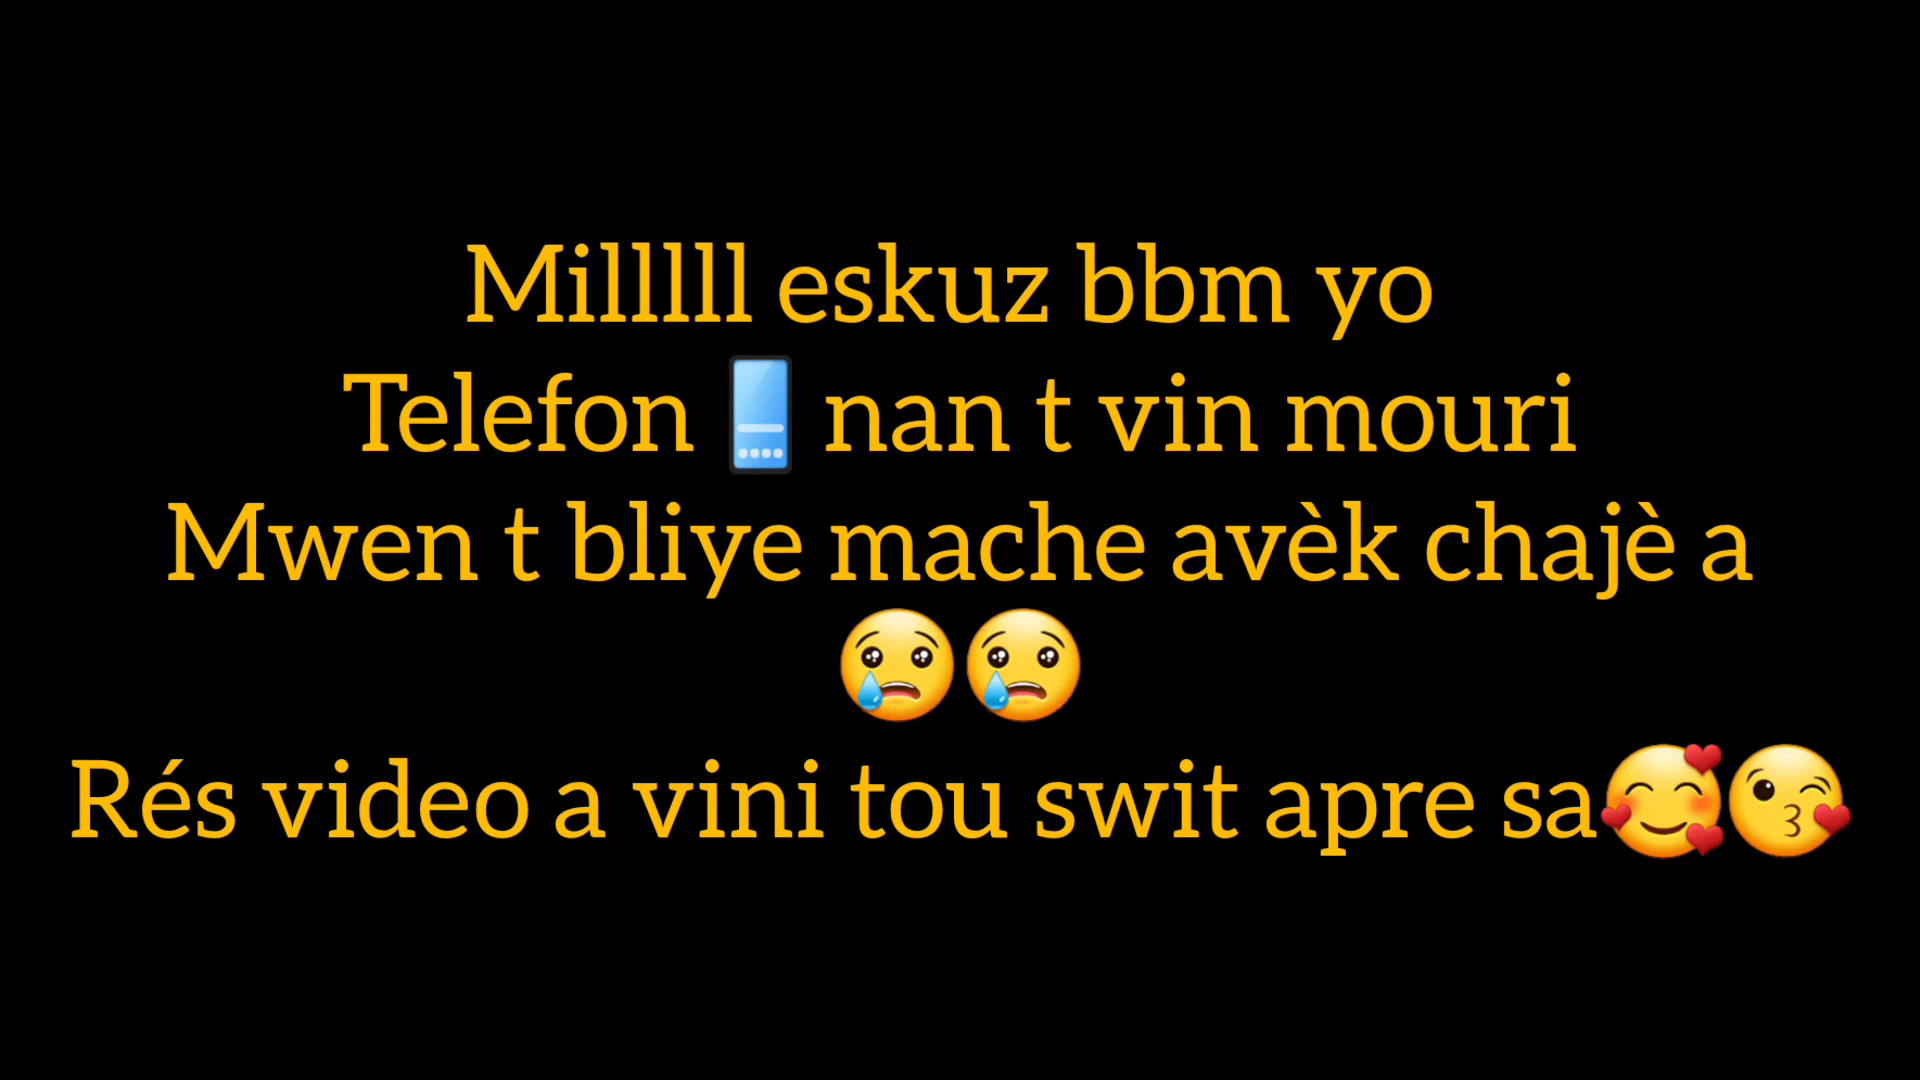 Millllll eskuz bbm yo
Telefon📱nan t vin mouri
Mwen t bliye mache avèk chajè a
😢😢
Rés video a vini tou swit apre sa🥰😘